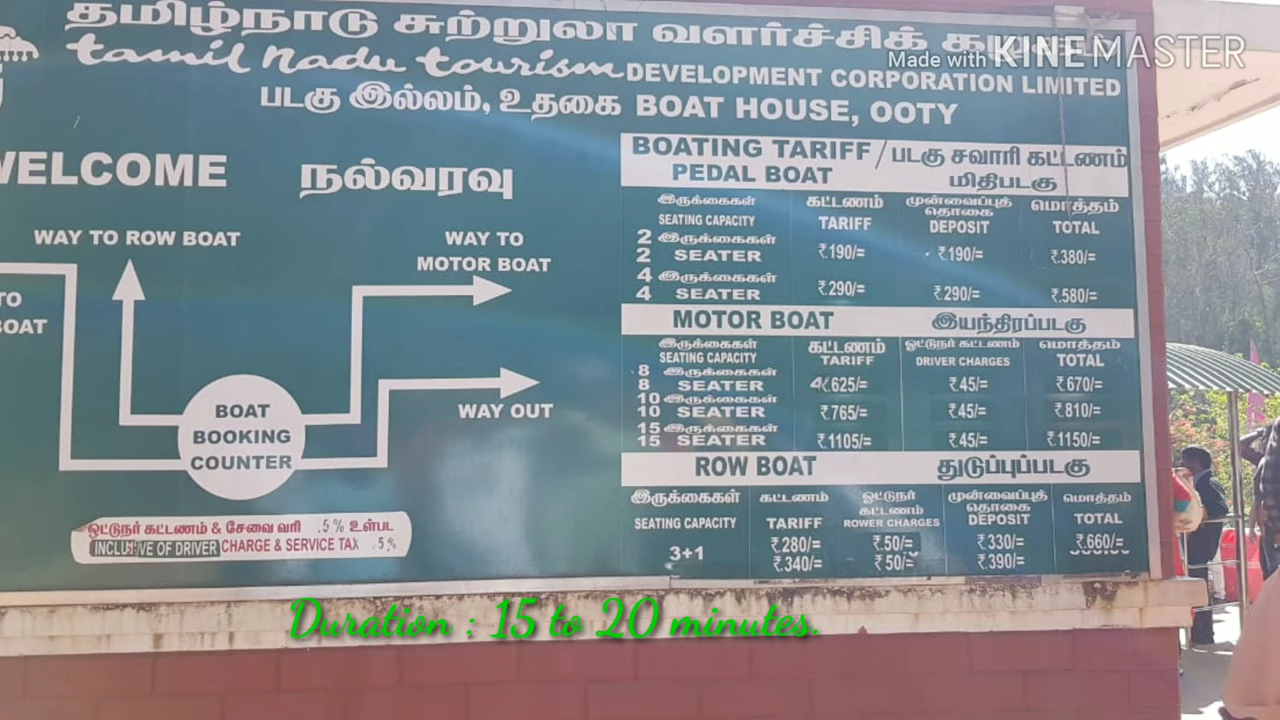 தமிழ்நாடு சுற்றுலா வளர்ச்சிக்
Made with KINEMASTER
tamil nadu tourism DEVELOPMENT CORPORATION LIMITED
படகு இல்லம், உதகை BOAT HOUSE, OOTY
WELCOME நல்வரவு
WAY TO ROW BOAT
WAY TO
MOTOR BOAT
TO
BOAT
BOAT
BOOKING
COUNTER
WAY OUT
ஓட்டுநர் கட்டணம் & சேவை வரி .5% உள்பட
INCLUSIVE OF DRIVER CHARGE & SERVICE TAX .5%
BOATING TARIFF / படகு சவாரி கட்டணம்
PEDAL BOAT மிதிபடகு
இருக்கைகள் கட்டணம் முன்வைப்புத் தொகை மொத்தம்
SEATING CAPACITY TARIFF DEPOSIT TOTAL
2 இருக்கைகள்
2 SEATER ₹190/= ₹190/= ₹380/=
4 இருக்கைகள்
4 SEATER ₹290/= ₹290/= ₹580/=
MOTOR BOAT இயந்திரப்படகு
இருக்கைகள் கட்டணம் ஓட்டுநர் கட்டணம் மொத்தம்
SEATING CAPACITY TARIFF DRIVER CHARGES TOTAL
8 இருக்கைகள்
8 SEATER ₹625/= ₹45/= ₹670/=
10 இருக்கைகள்
10 SEATER ₹765/= ₹45/= ₹810/=
15 இருக்கைகள்
15 SEATER ₹1105/= ₹45/= ₹1150/=
ROW BOAT துடுப்புப்படகு
இருக்கைகள் கட்டணம் ஓட்டுநர் கட்டணம் முன்வைப்புத் தொகை மொத்தம்
SEATING CAPACITY TARIFF ROWER CHARGES DEPOSIT TOTAL
3+1 ₹280/= ₹50/= ₹330/= ₹660/=
₹340/= ₹50/= ₹390/=
Duration : 15 to 20 minutes.